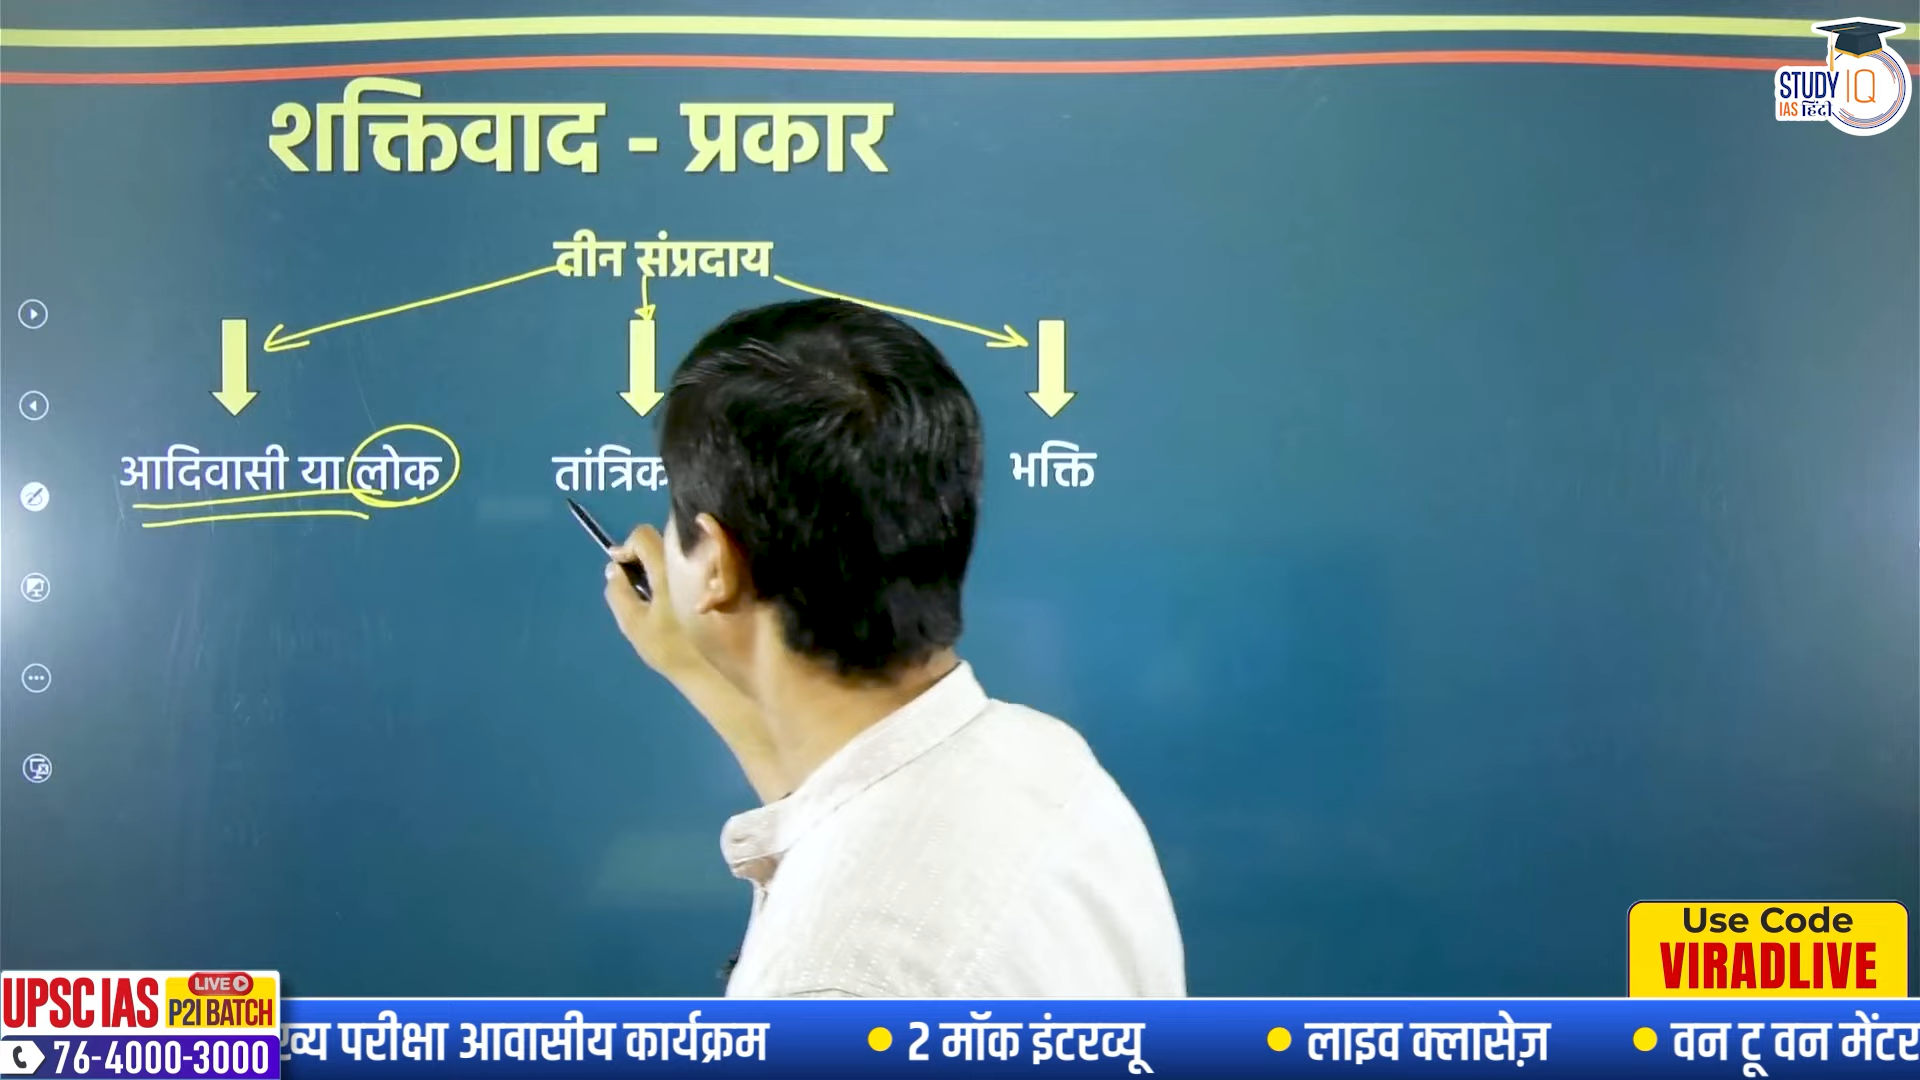 STUDY IQ
IAS हिंदी
शक्तिवाद - प्रकार
तीन संप्रदाय
आदिवासी या लोक
तांत्रिक
भक्ति
Use Code
VIRADLIVE
UPSC IAS
LIVE
P2I BATCH
76-4000-3000
परीक्षा आवासीय कार्यक्रम
2 मॉक इंटरव्यू
लाइव क्लासेज़
वन टू वन मेंटर